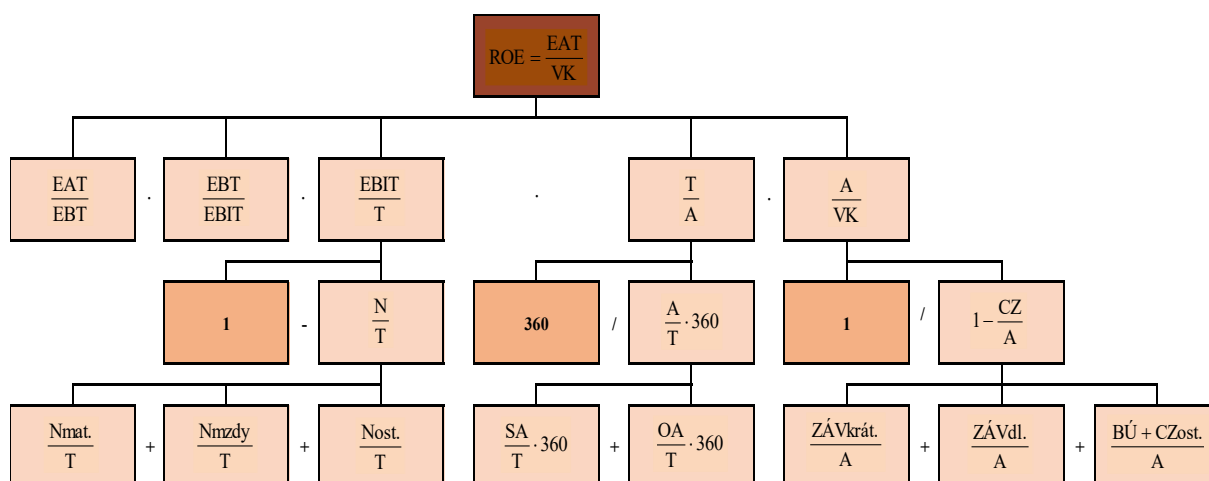 ROE = EAT/VK
EAT/EBT · EBT/EBIT · EBIT/T · T/A · A/VK
1 - N/T 360 / A/T · 360 1 / 1 − CZ/A
Nmat./T + Nmzdy/T + Nost./T SA/T · 360 + OA/T · 360 ZÁVkrát./A + ZÁVdl./A + BÚ + CZost./A